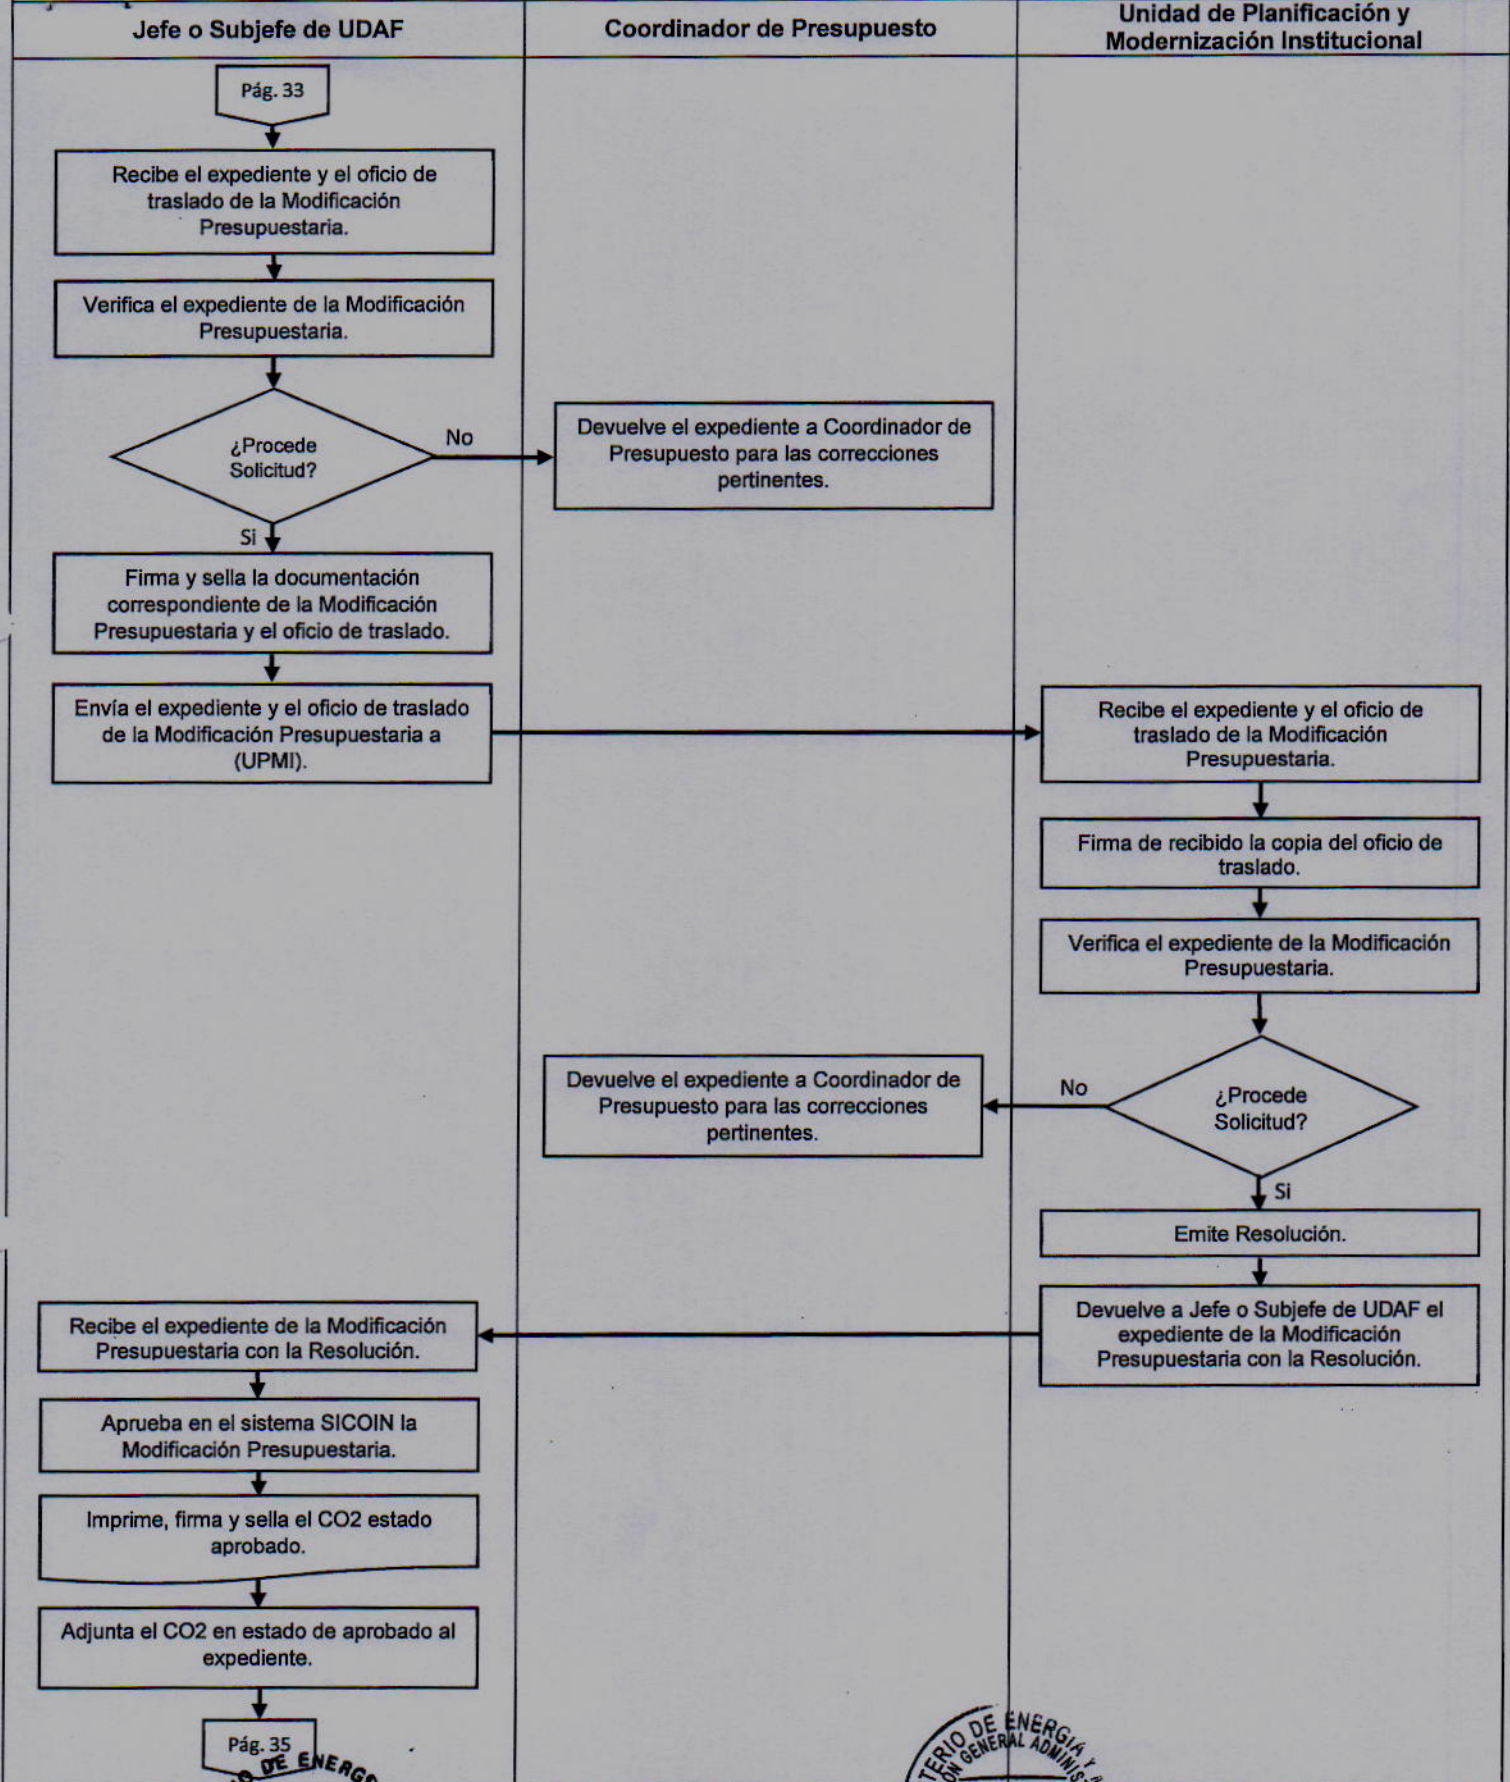 Jefe o Subjefe de UDAF
Coordinador de Presupuesto
Unidad de Planificación y
Modernización Institucional
Pág. 33
Recibe el expediente y el oficio de
traslado de la Modificación
Presupuestaria.
Verifica el expediente de la Modificación
Presupuestaria.
¿Procede
Solicitud?
No
Devuelve el expediente a Coordinador de
Presupuesto para las correcciones
pertinentes.
Si
Firma y sella la documentación
correspondiente de la Modificación
Presupuestaria y el oficio de traslado.
Envía el expediente y el oficio de traslado
de la Modificación Presupuestaria a
(UPMI).
Recibe el expediente y el oficio de
traslado de la Modificación
Presupuestaria.
Firma de recibido la copia del oficio de
traslado.
Verifica el expediente de la Modificación
Presupuestaria.
¿Procede
Solicitud?
No
Devuelve el expediente a Coordinador de
Presupuesto para las correcciones
pertinentes.
Si
Emite Resolución.
Devuelve a Jefe o Subjefe de UDAF el
expediente de la Modificación
Presupuestaria con la Resolución.
Recibe el expediente de la Modificación
Presupuestaria con la Resolución.
Aprueba en el sistema SICOIN la
Modificación Presupuestaria.
Imprime, firma y sella el CO2 estado
aprobado.
Adjunta el CO2 en estado de aprobado al
expediente.
Pág. 35
DE
DE ENERGIA Y
GENERAL